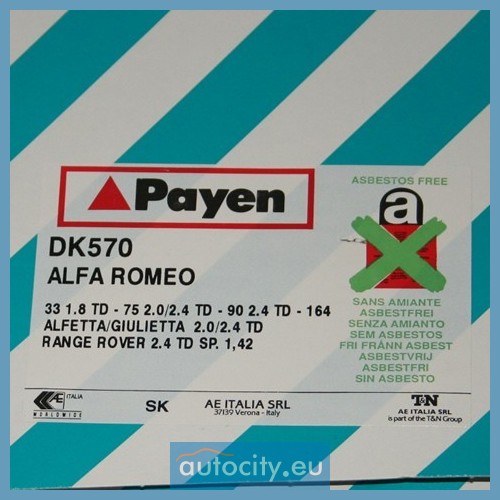 Payen
ASBESTOS FREE
a
DK570
ALFA ROMEO
33 1.8 TD - 75 2.0/2.4 TD - 90 2.4 TD - 164
ALFETTA/GIULIETTA 2.0/2.4 TD
RANGE ROVER 2.4 TD SP. 1,42
SANS AMIANTE
ASBESTFREI
SENZA AMIANTO
SEM ASBESTOS
FRI FRÅNN ASBEST
ASBESTVRIJ
ASBESTFRI
SIN ASBESTO
AE ITALIA
WORLDWIDE
SK
AE ITALIA SRL
37139 Verona - Italy
T&N
AE ITALIA SRL
is part of the T&N Group
autocity.eu